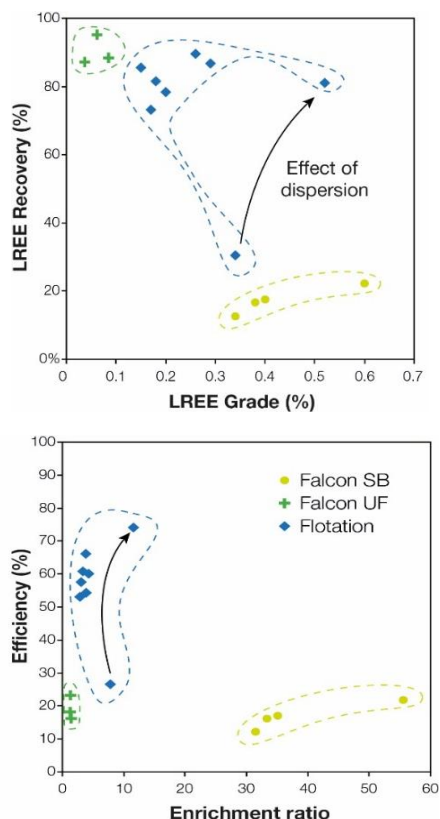 LREE Recovery (%)
100
80
60
40
20
0%
Effect of
dispersion
0 0.1 0.2 0.3 0.4 0.5 0.6 0.7
LREE Grade (%)
Efficiency (%)
100
90
80
70
60
50
40
30
20
10
0
Falcon SB
Falcon UF
Flotation
0 10 20 30 40 50 60
Enrichment ratio